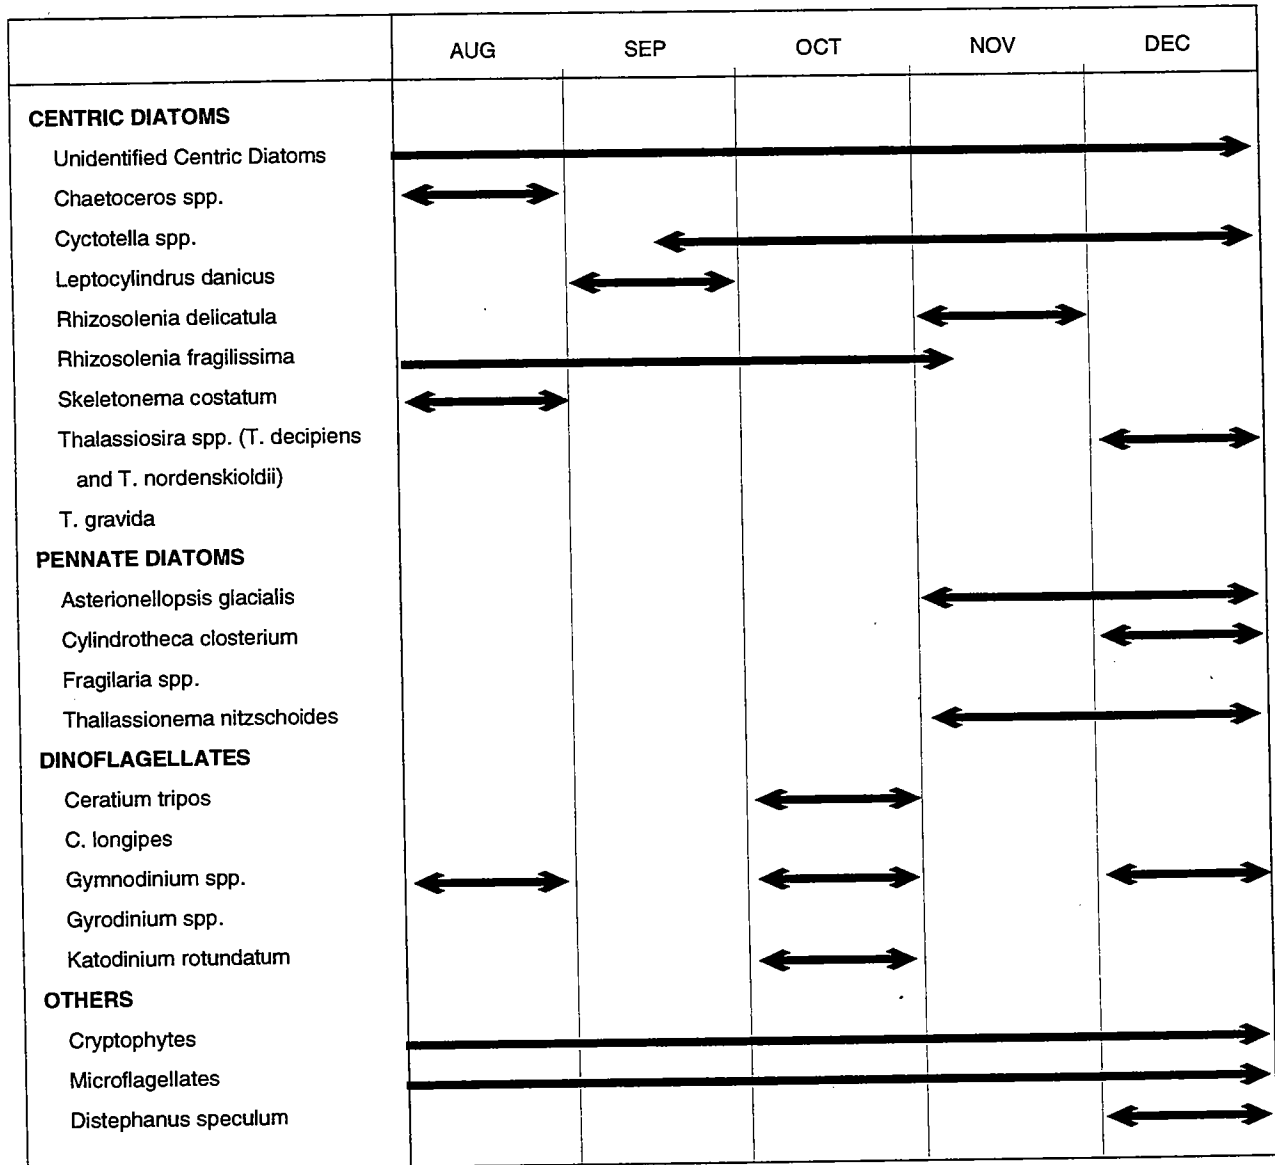 AUG SEP OCT NOV DEC
CENTRIC DIATOMS
Unidentified Centric Diatoms
Chaetoceros spp.
Cyctotella spp.
Leptocylindrus danicus
Rhizosolenia delicatula
Rhizosolenia fragilissima
Skeletonema costatum
Thalassiosira spp. (T. decipiens
and T. nordenskioldii)
T. gravida
PENNATE DIATOMS
Asterionellopsis glacialis
Cylindrotheca closterium
Fragilaria spp.
Thallassionema nitzschoides
DINOFLAGELLATES
Ceratium tripos
C. longipes
Gymnodinium spp.
Gyrodinium spp.
Katodinium rotundatum
OTHERS
Cryptophytes
Microflagellates
Distephanus speculum